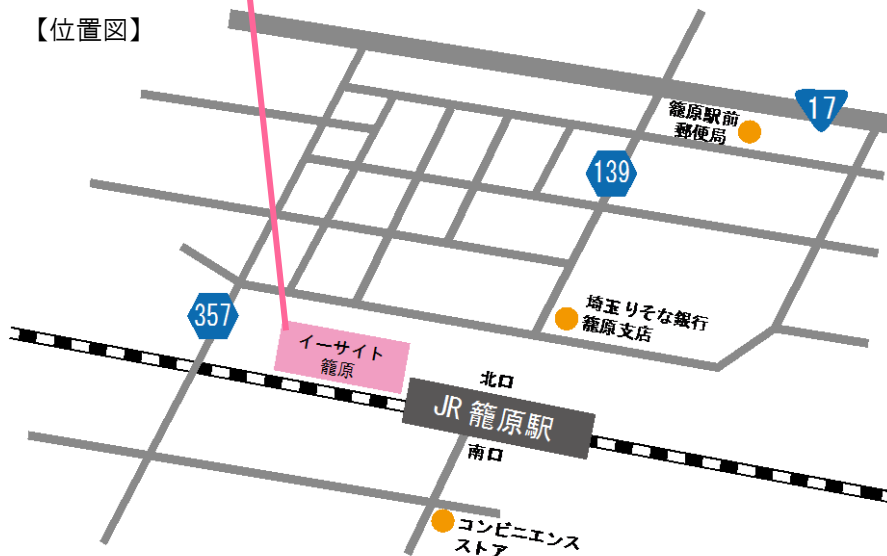 【位置図】
17
籠原駅前
郵便局
139
埼玉りそな銀行
籠原支店
357
イーサイト
籠原
北口
JR 籠原駅
南口
コンビニエンス
ストア